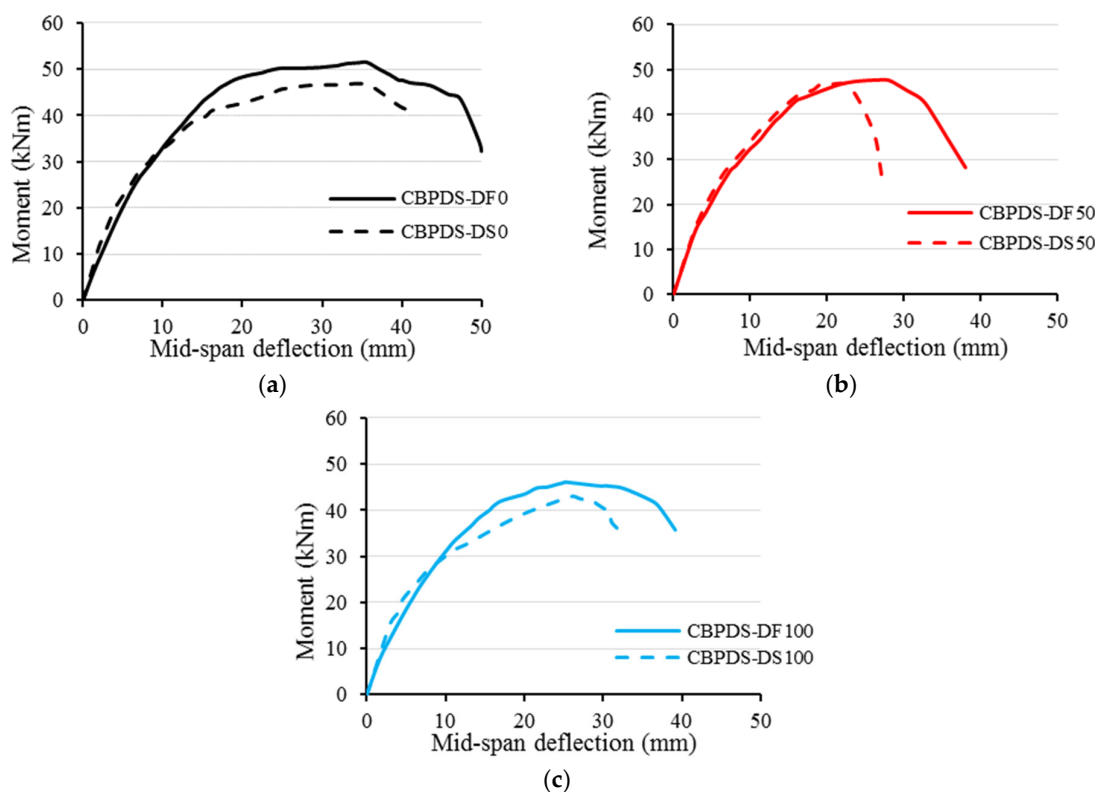 60
50
40
30
20
10
0
Moment (kNm)
CBPDS-DF0
CBPDS-DS0
0 10 20 30 40 50
Mid-span deflection (mm)
(a)
60
50
40
30
20
10
0
Moment (kNm)
CBPDS-DF50
CBPDS-DS50
0 10 20 30 40 50
Mid-span deflection (mm)
(b)
60
50
40
30
20
10
0
Moment (kNm)
CBPDS-DF100
CBPDS-DS100
0 10 20 30 40 50
Mid-span deflection (mm)
(c)